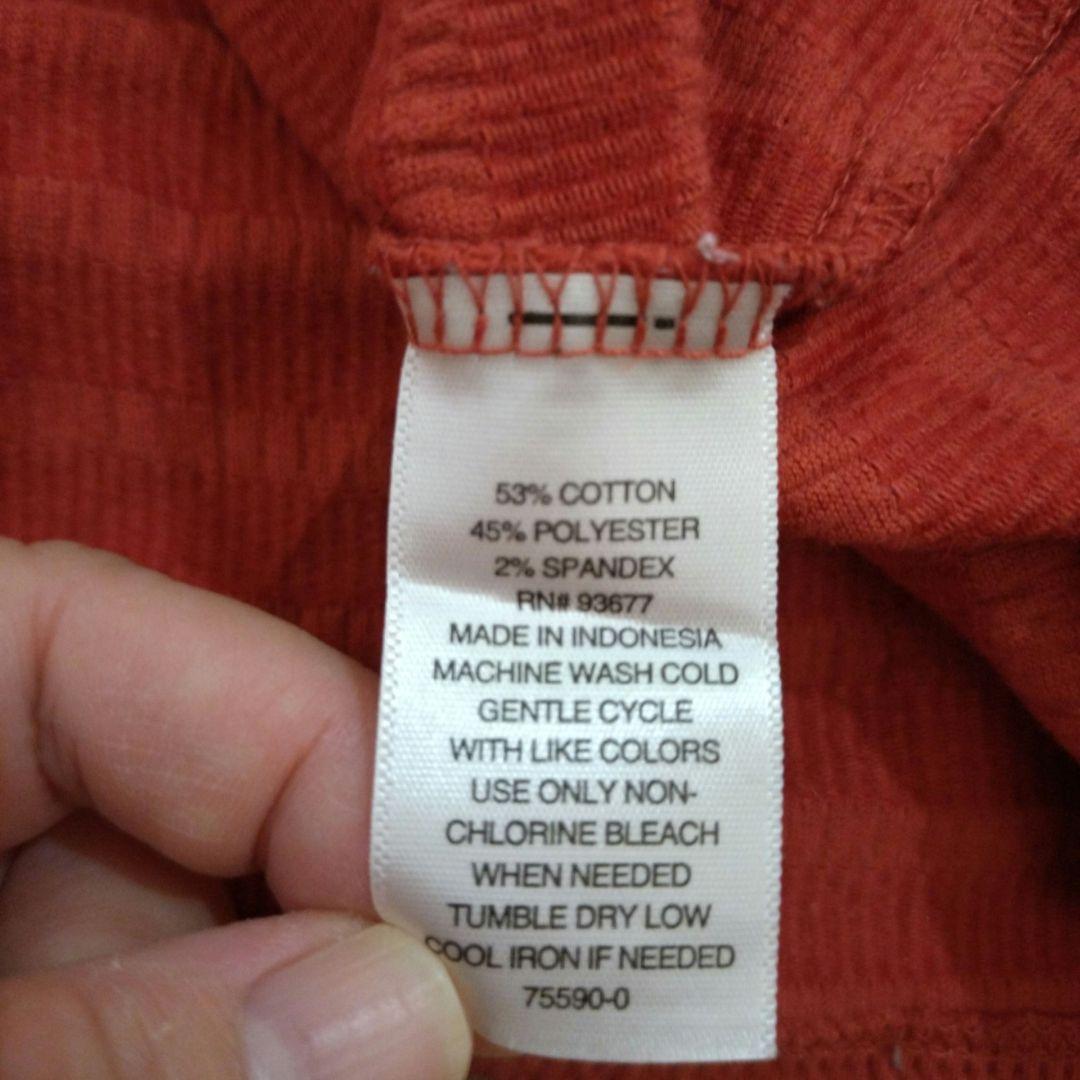 53% COTTON
45% POLYESTER
2% SPANDEX
RN# 93677
MADE IN INDONESIA
MACHINE WASH COLD
GENTLE CYCLE
WITH LIKE COLORS
USE ONLY NON-
CHLORINE BLEACH
WHEN NEEDED
TUMBLE DRY LOW
COOL IRON IF NEEDED
75590-0